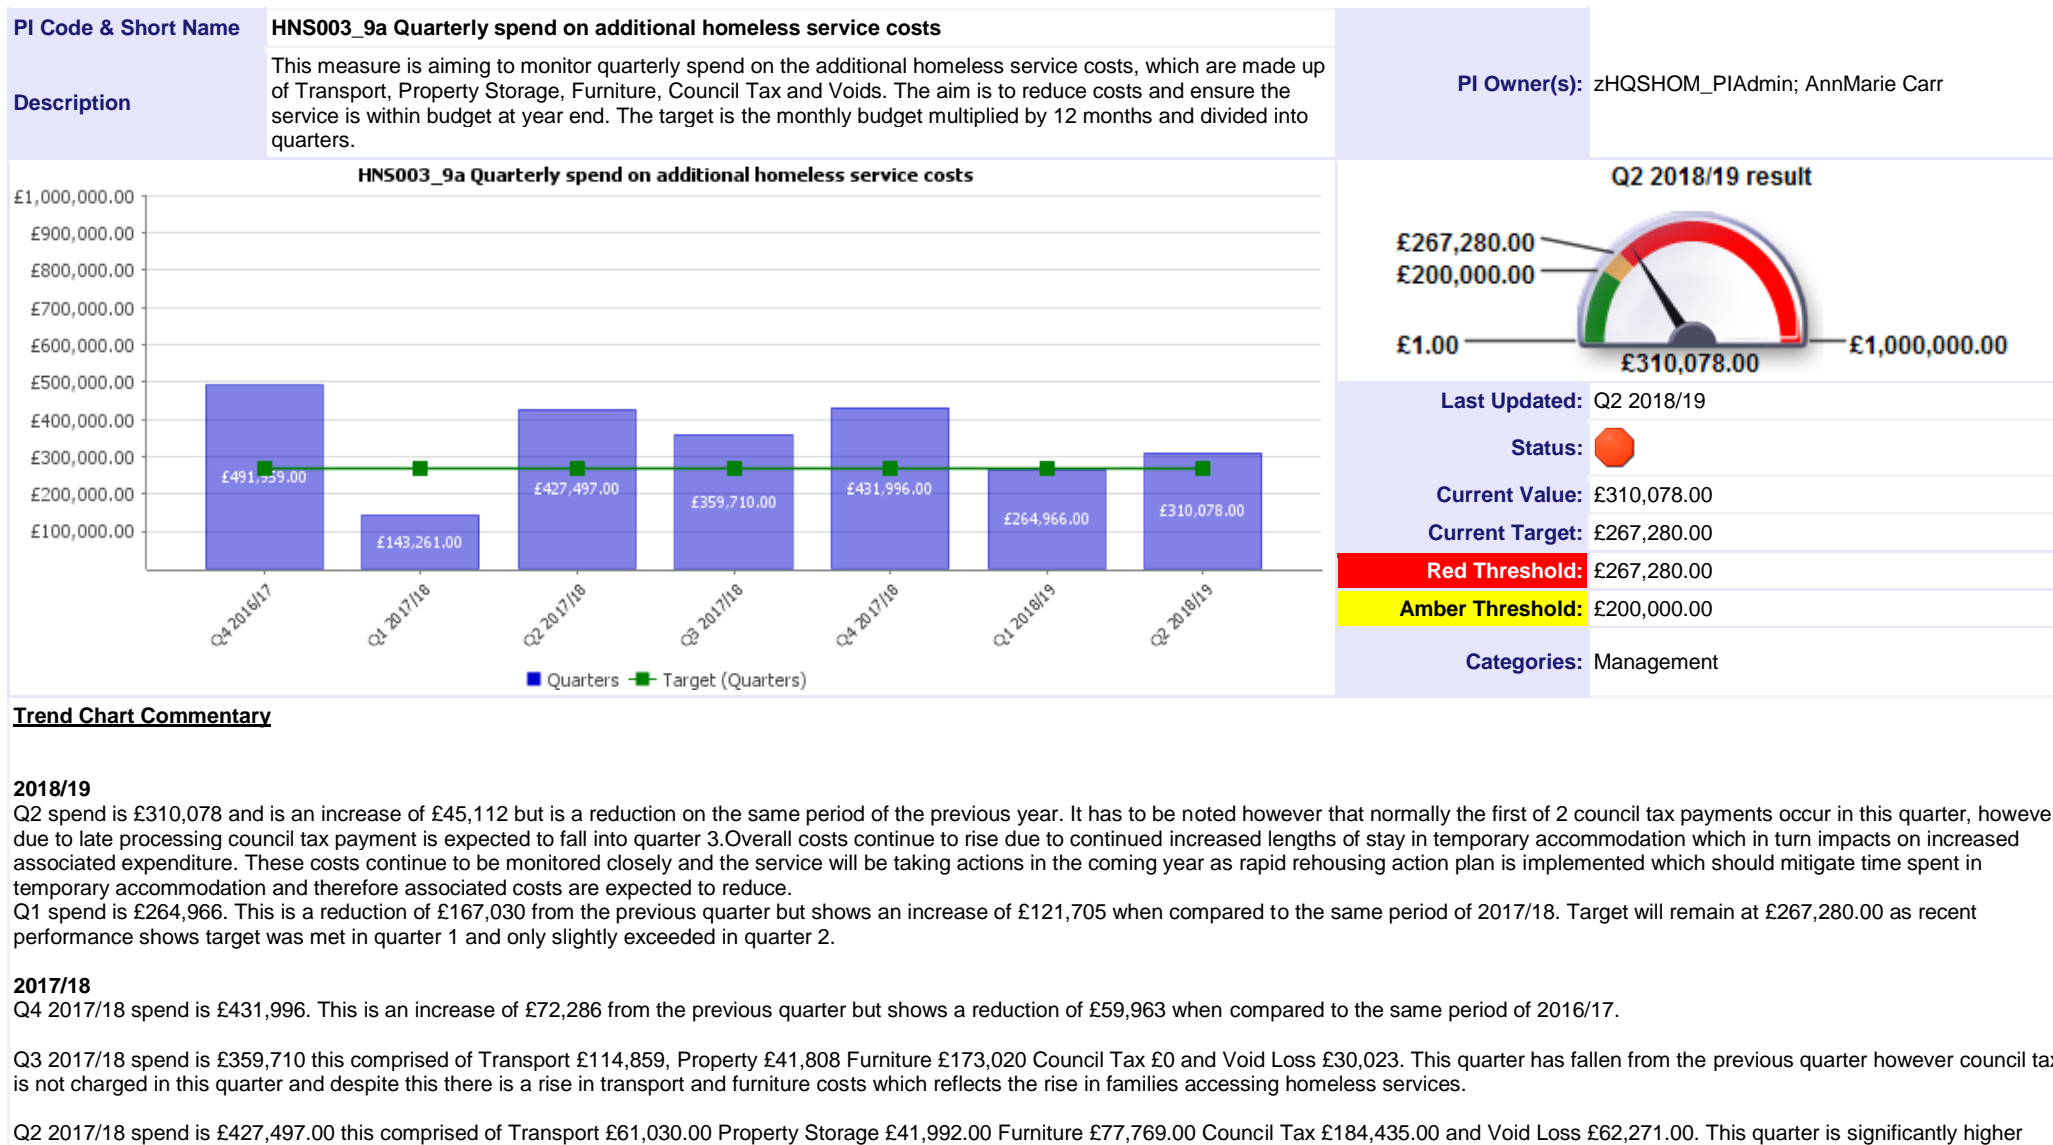 PI Code & Short Name
HNS003_9a Quarterly spend on additional homeless service costs
Description
This measure is aiming to monitor quarterly spend on the additional homeless service costs, which are made up
of Transport, Property Storage, Furniture, Council Tax and Voids. The aim is to reduce costs and ensure the
service is within budget at year end. The target is the monthly budget multiplied by 12 months and divided into
quarters.
PI Owner(s):
zHQSHOM_PIAdmin; AnnMarie Carr
HNS003_9a Quarterly spend on additional homeless service costs
£1,000,000.00
£900,000.00
£800,000.00
£700,000.00
£600,000.00
£500,000.00
£400,000.00
£300,000.00
£200,000.00
£100,000.00
£491,959.00
£143,261.00
£427,497.00
£359,710.00
£431,996.00
£264,966.00
£310,078.00
Q4 2016/17
Q1 2017/18
Q2 2017/18
Q3 2017/18
Q4 2017/18
Q1 2018/19
Q2 2018/19
Quarters
Target (Quarters)
Q2 2018/19 result
£267,280.00
£200,000.00
£1.00
£1,000,000.00
£310,078.00
Last Updated: Q2 2018/19
Status:
Current Value: £310,078.00
Current Target: £267,280.00
Red Threshold: £267,280.00
Amber Threshold: £200,000.00
Categories: Management
Trend Chart Commentary
2018/19
Q2 spend is £310,078 and is an increase of £45,112 but is a reduction on the same period of the previous year. It has to be noted however that normally the first of 2 council tax payments occur in this quarter, howeve
due to late processing council tax payment is expected to fall into quarter 3.Overall costs continue to rise due to continued increased lengths of stay in temporary accommodation which in turn impacts on increased
associated expenditure. These costs continue to be monitored closely and the service will be taking actions in the coming year as rapid rehousing action plan is implemented which should mitigate time spent in
temporary accommodation and therefore associated costs are expected to reduce.
Q1 spend is £264,966. This is a reduction of £167,030 from the previous quarter but shows an increase of £121,705 when compared to the same period of 2017/18. Target will remain at £267,280.00 as recent
performance shows target was met in quarter 1 and only slightly exceeded in quarter 2.
2017/18
Q4 2017/18 spend is £431,996. This is an increase of £72,286 from the previous quarter but shows a reduction of £59,963 when compared to the same period of 2016/17.
Q3 2017/18 spend is £359,710 this comprised of Transport £114,859, Property £41,808 Furniture £173,020 Council Tax £0 and Void Loss £30,023. This quarter has fallen from the previous quarter however council tax
is not charged in this quarter and despite this there is a rise in transport and furniture costs which reflects the rise in families accessing homeless services.
Q2 2017/18 spend is £427,497.00 this comprised of Transport £61,030.00 Property Storage £41,992.00 Furniture £77,769.00 Council Tax £184,435.00 and Void Loss £62,271.00. This quarter is significantly higher